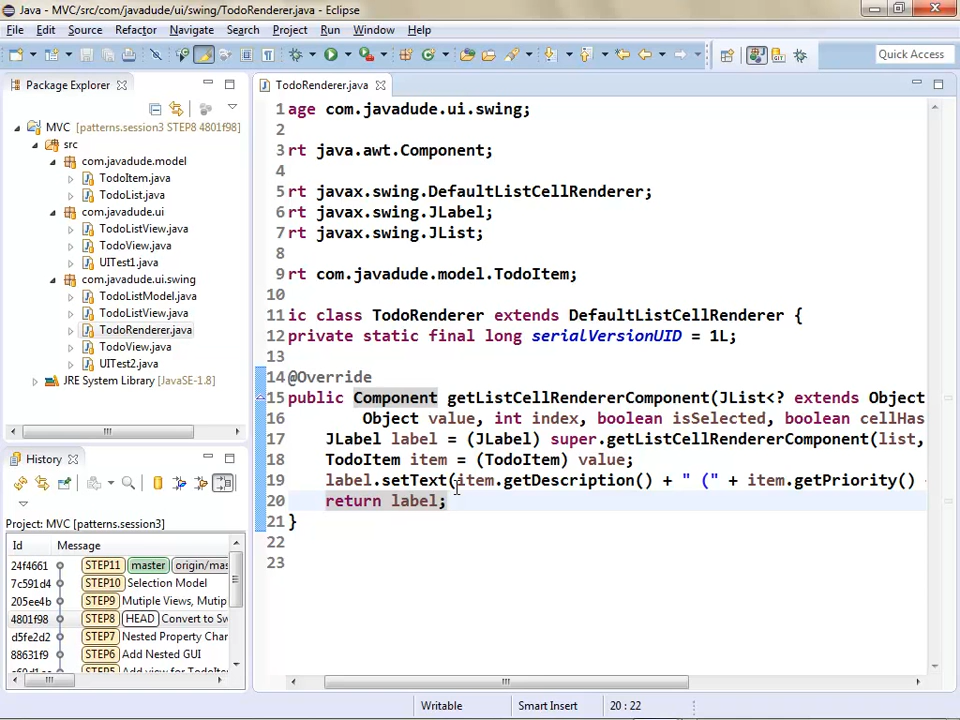 Java - MVC/src/com/javadude/ui/swing/TodoRenderer.java - Eclipse
File Edit Source Refactor Navigate Search Project Run Window Help
Quick Access
Package Explorer
MVC [patterns.session3 STEP8 4801f98]
src
com.javadude.model
TodoItem.java
TodoList.java
com.javadude.ui
TodoListView.java
TodoView.java
UITest1.java
com.javadude.ui.swing
TodoListModel.java
TodoListView.java
TodoRenderer.java
TodoView.java
UITest2.java
JRE System Library [JavaSE-1.8]
History
Project: MVC [patterns.session3
Id Message
24f4661 STEP11 master origin/mas
7c591d4 STEP10 Selection Model
205ee4b STEP9 Mutiple Views, Mutip
4801f98 STEP8 HEAD Convert to Sw
d5fe2d2 STEP7 Nested Property Char
88631f9 STEP6 Add Nested GUI
STEP5 Add view for TodoIte
TodoRenderer.java
1 age com.javadude.ui.swing;
2
3 rt java.awt.Component;
4
5 rt javax.swing.DefaultListCellRenderer;
6 rt javax.swing.JLabel;
7 rt javax.swing.JList;
8
9 rt com.javadude.model.TodoItem;
10
11 ic class TodoRenderer extends DefaultListCellRenderer {
12 private static final long serialVersionUID = 1L;
13
14 @Override
15 public Component getListCellRendererComponent(JList<? extends Object
16 Object value, int index, boolean isSelected, boolean cellHas
17 JLabel label = (JLabel) super.getListCellRendererComponent(list,
18 TodoItem item = (TodoItem) value;
19 label.setText(item.getDescription() + " (" + item.getPriority() +
20 return label;
21 }
22
23
Writable Smart Insert 20 : 22